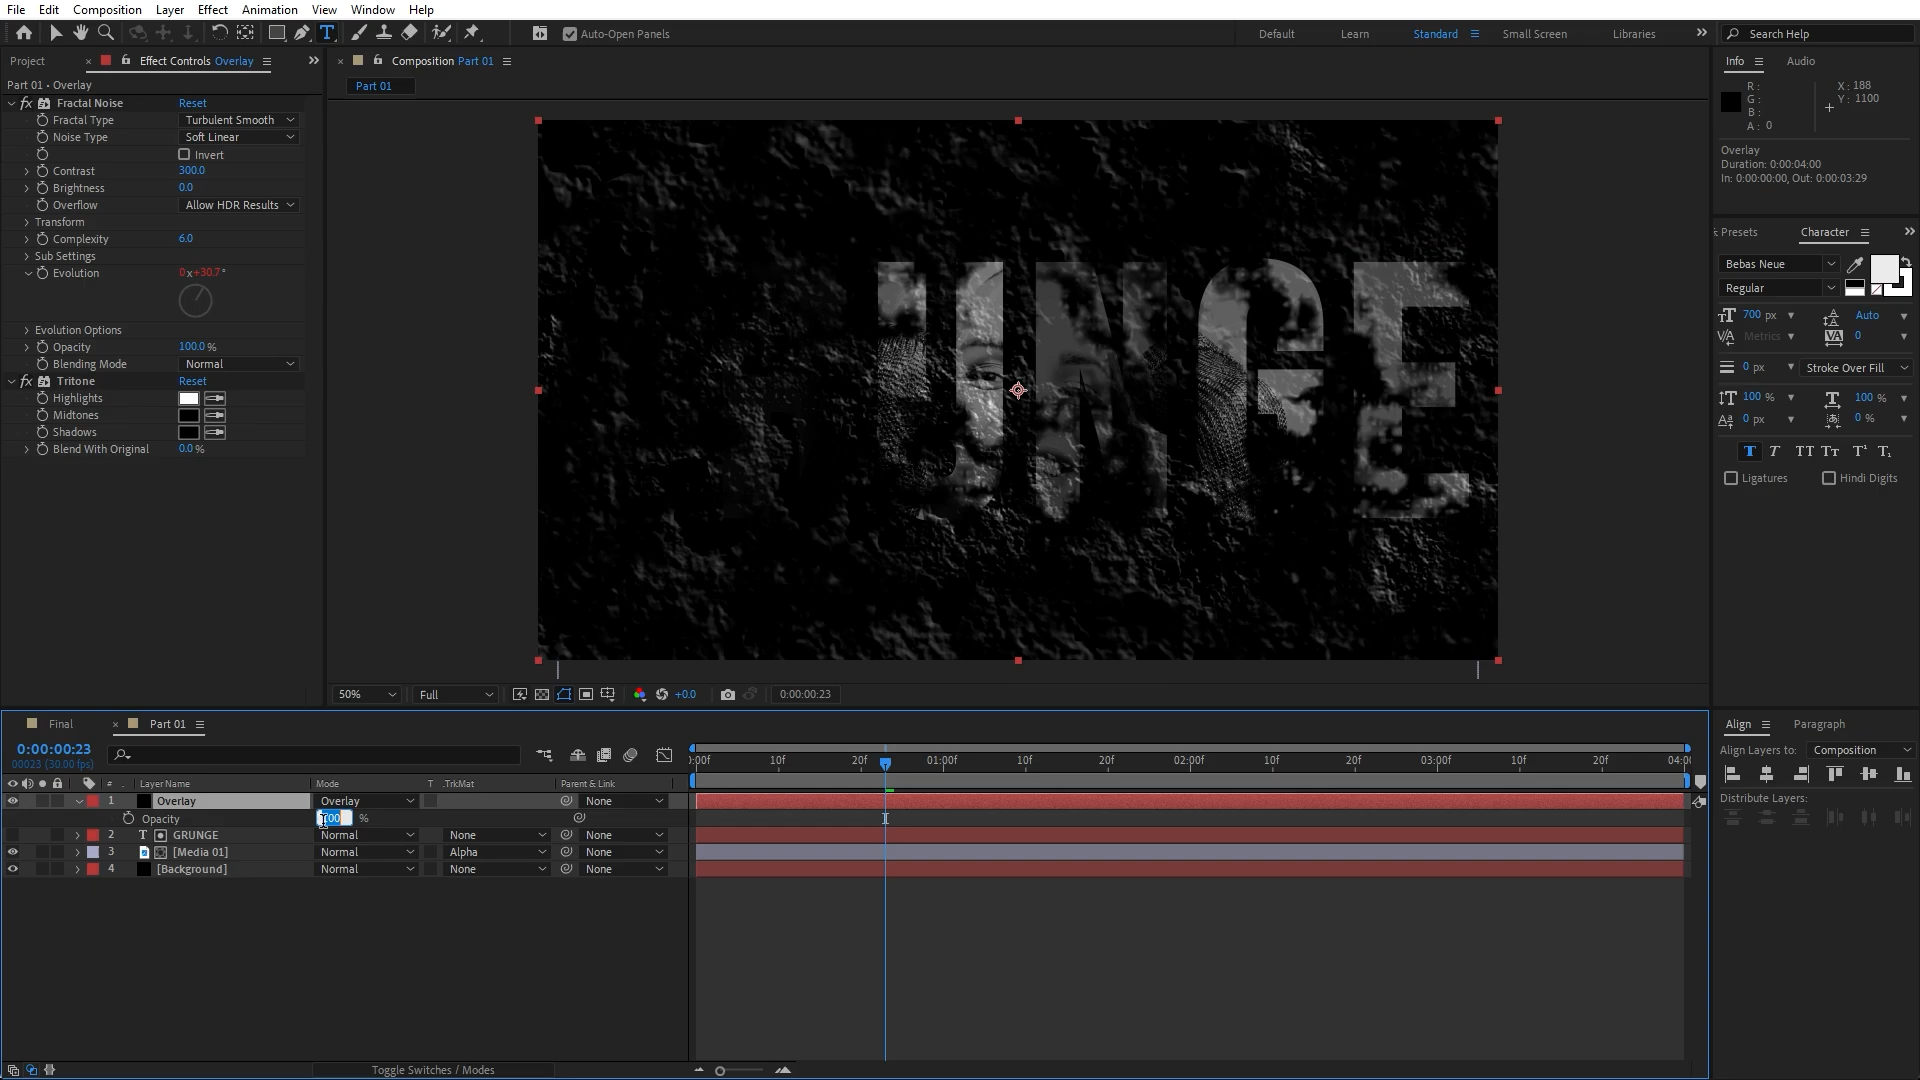 File Edit Composition Layer Effect Animation View Window Help
Auto-Open Panels
Default Learn Standard Small Screen Libraries
Search Help
Project
Effect Controls Overlay
Composition Part 01
Info Audio
Part 01 • Overlay
Part 01
R : X : 188
G : Y : 1100
B :
A : 0
Fractal Noise Reset
Fractal Type Turbulent Smooth
Noise Type Soft Linear
Invert
Contrast 300.0
Brightness 0.0
Overflow Allow HDR Results
Transform
Complexity 6.0
Sub Settings
Evolution 0 x +30.7 °
Evolution Options
Opacity 100.0 %
Blending Mode Normal
Tritone Reset
Highlights
Midtones
Shadows
Blend With Original 0.0 %
UNGE
Overlay
Duration: 0:00:04:00
In: 0:00:00:00, Out: 0:00:03:29
Presets Character
Bebas Neue
Regular
700 px Auto
Metrics 0
0 px Stroke Over Fill
100 % 100 %
0 px 0 %
T T TT Tt T¹ T₁
Ligatures Hindi Digits
50% Full +0.0 0:00:00:23
Final Part 01
0:00:00:23
00023 (30.00 fps)
:00f 10f 20f 01:00f 10f 20f 02:00f 10f 20f 03:00f 10f 20f 04:00
# Layer Name Mode T .TrkMat Parent & Link
1 Overlay Overlay None
Opacity %
2 T GRUNGE Normal None None
3 [Media 01] Normal Alpha None
4 [Background] Normal None None
Toggle Switches / Modes
Align Paragraph
Align Layers to: Composition
Distribute Layers: